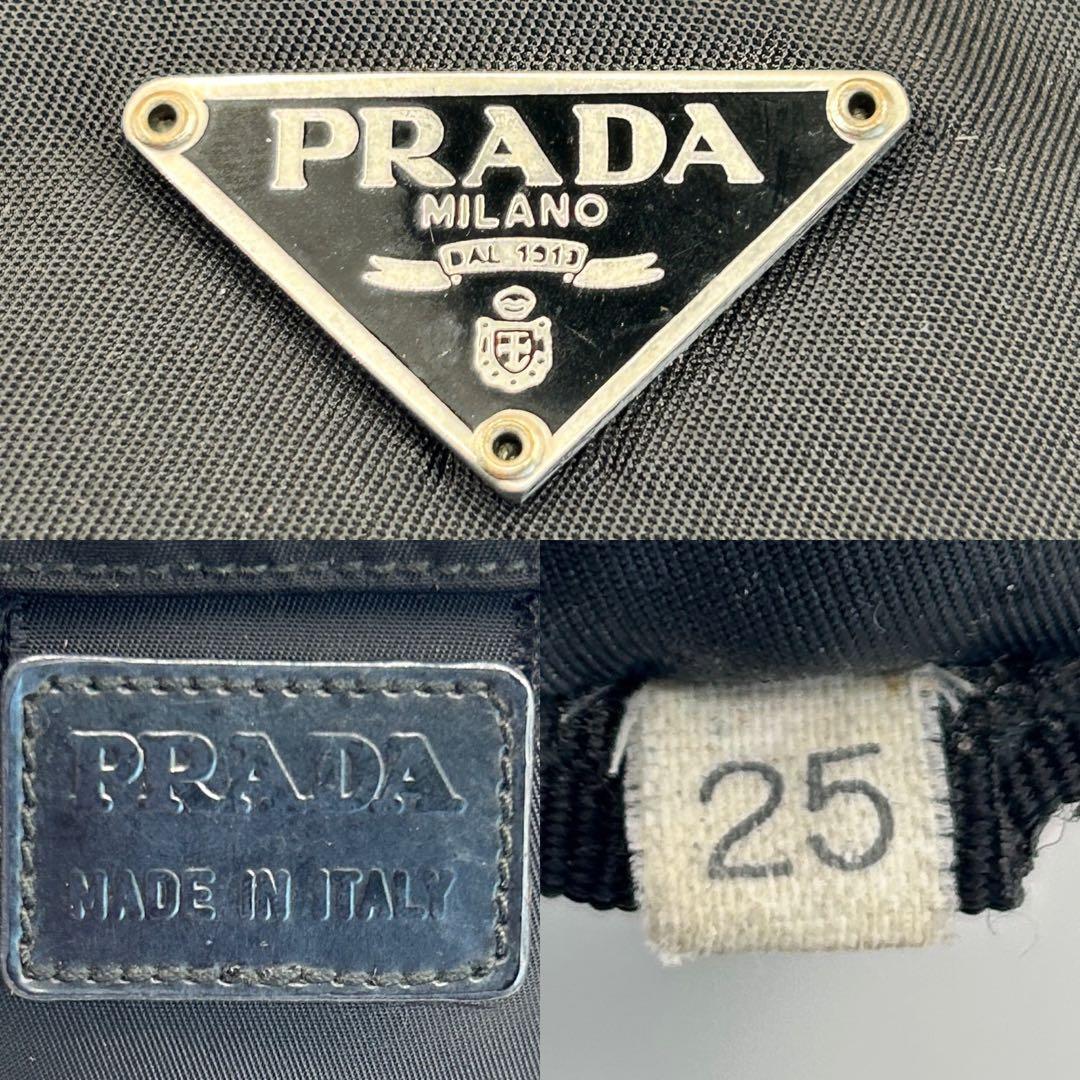 PRADA
MILANO
DAL 1913
PRADA
MADE IN ITALY
25